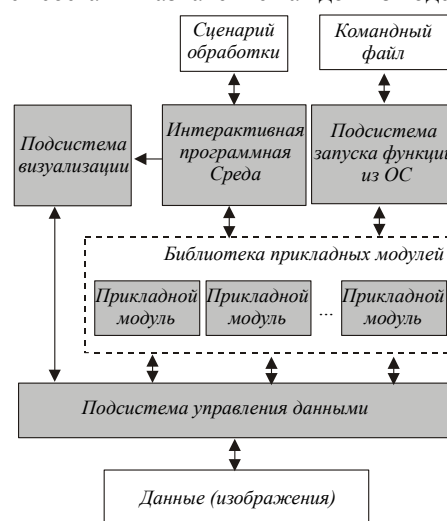 Сценарий
обработки
Командный
файл
Подсистема
визуализации
Интерактивная
программная
Среда
Подсистема
запуска функци
из ОС
Библиотека прикладных модулей
Прикладной
модуль
Прикладной
модуль
...
Прикладной
модуль
Подсистема управления данными
Данные (изображения)